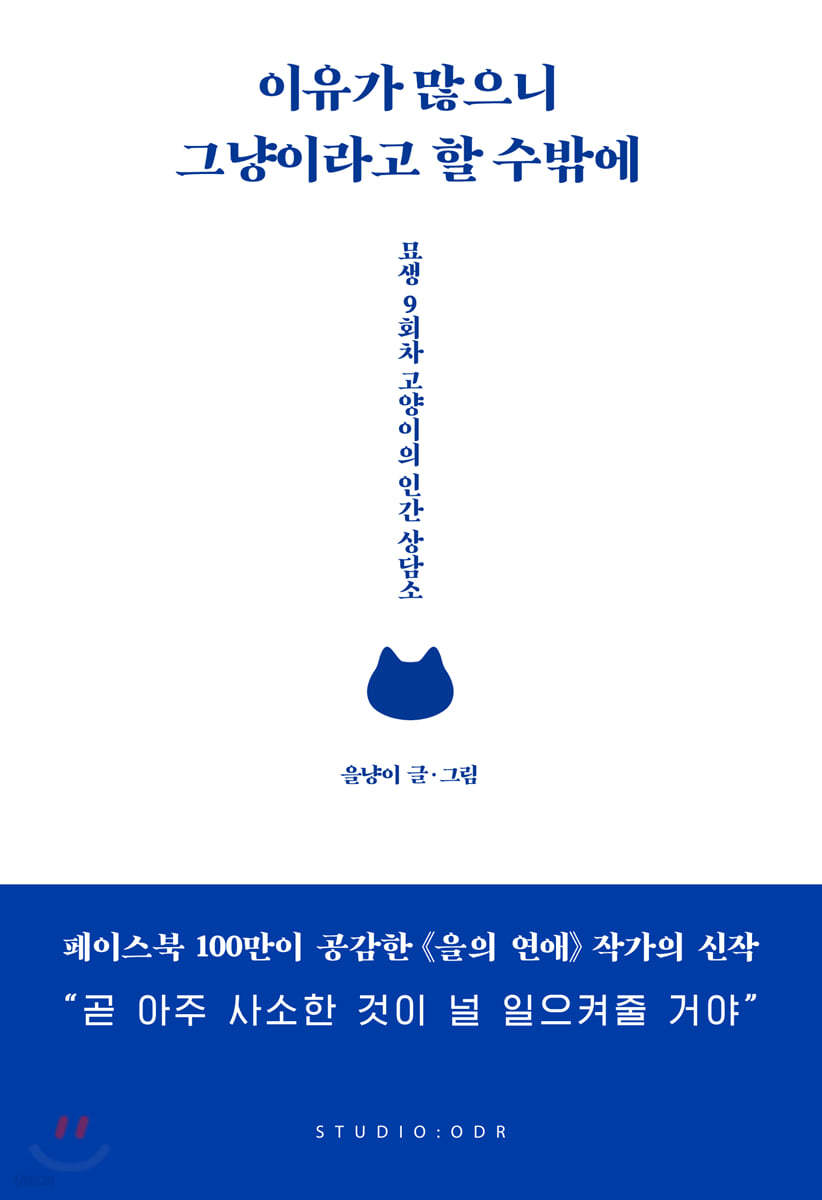 이유가 많으니
그냥이라고 할 수밖에
묘생 9회차 고양이의 인간 상담소
을냥이 글·그림
페이스북 100만이 공감한 《을의 연애》 작가의 신작
“곧 아주 사소한 것이 널 일으켜줄 거야”
STUDIO:ODR